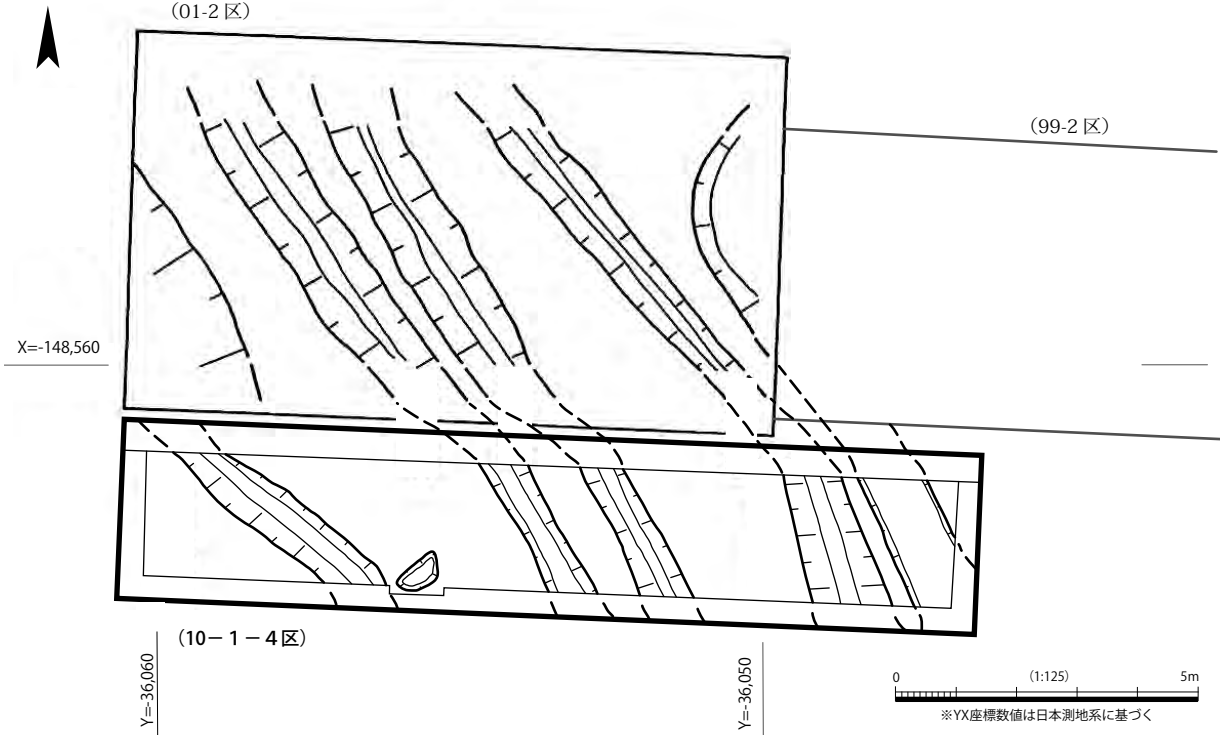 (01-2 区)
(99-2 区)
X=-148,560
(10－1－4区)
Y=-36,060
Y=-36,050
0 (1:125) 5m
※YX座標数値は日本測地系に基づく